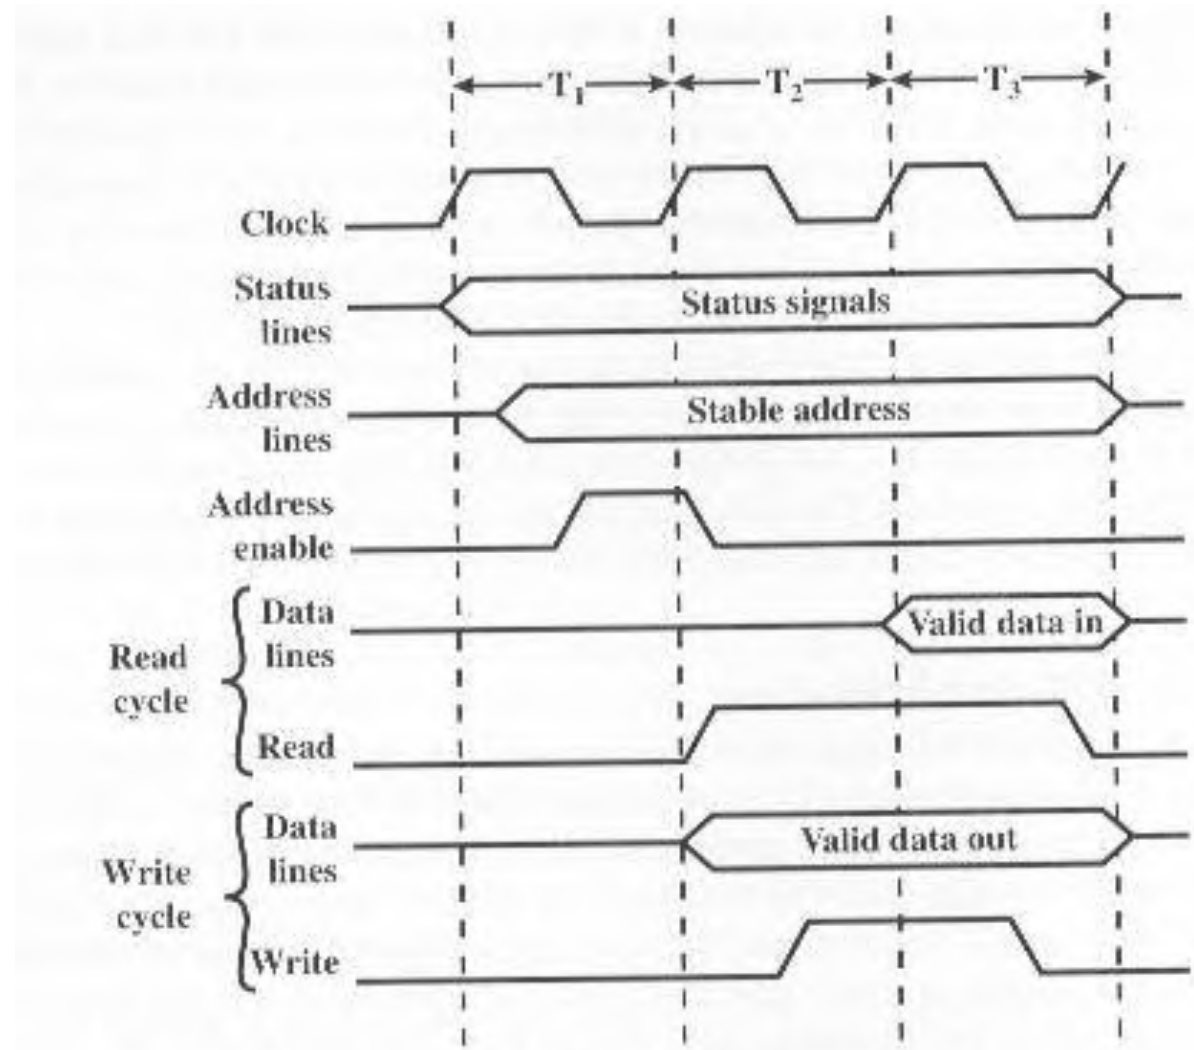 T₁ T₂ T₃
Clock
Status
lines
Status signals
Address
lines
Stable address
Address
enable
Read
cycle
Data
lines
Valid data in
Read
Write
cycle
Data
lines
Valid data out
Write